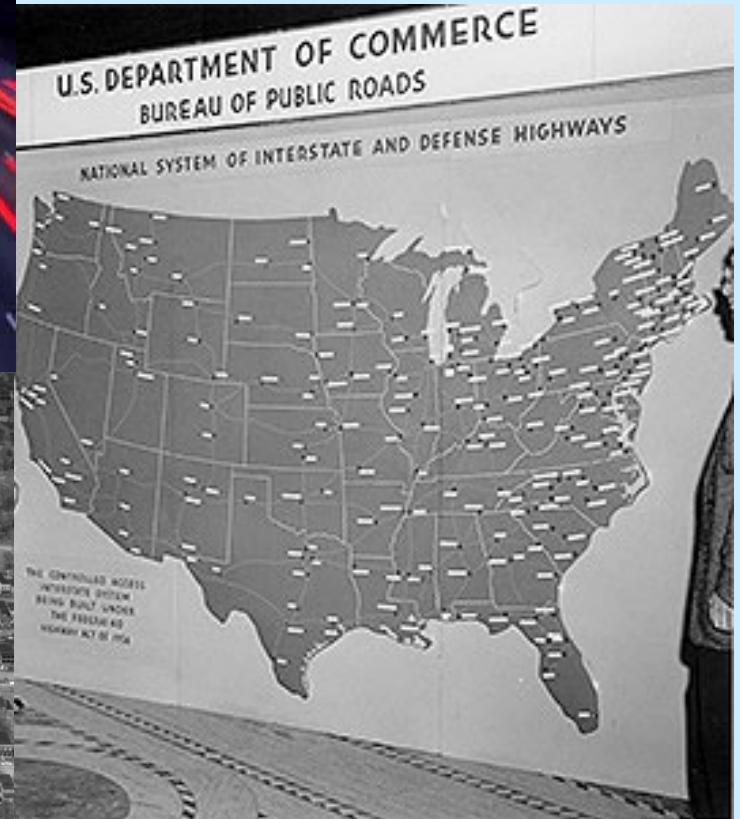 U.S. DEPARTMENT OF COMMERCE
BUREAU OF PUBLIC ROADS
NATIONAL SYSTEM OF INTERSTATE AND DEFENSE HIGHWAYS
THE CONTROLLED ACCESS
INTERSTATE SYSTEM
BEING BUILT UNDER
THE FEDERAL-AID
HIGHWAY ACT OF 1956